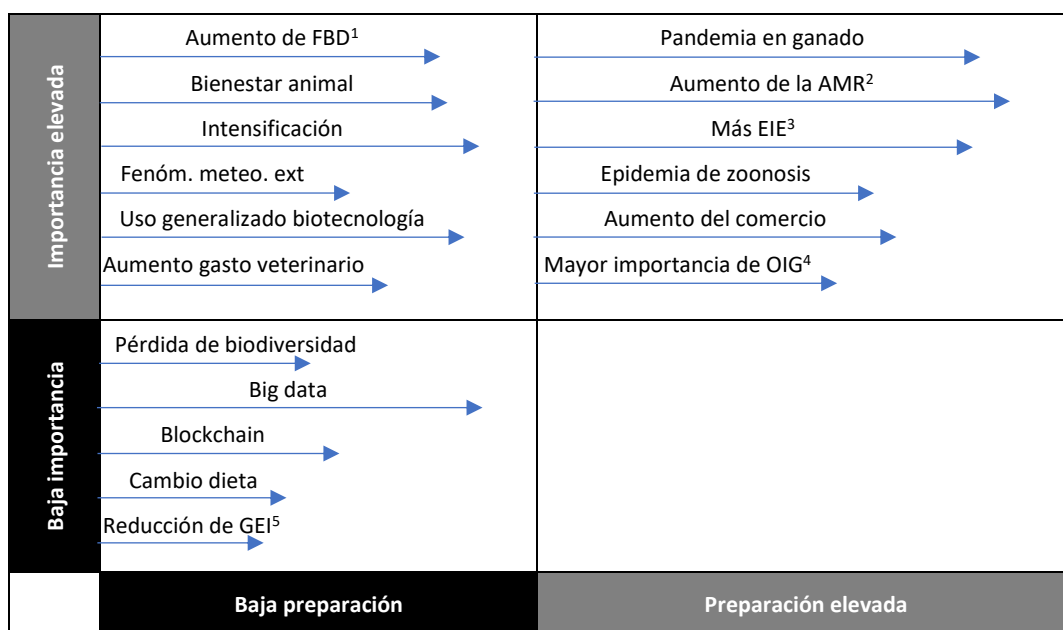 Importancia elevada
Aumento de FBD¹
Bienestar animal
Intensificación
Fenóm. meteo. ext
Uso generalizado biotecnología
Aumento gasto veterinario
Pandemia en ganado
Aumento de la AMR²
Más EIE³
Epidemia de zoonosis
Aumento del comercio
Mayor importancia de OIG⁴
Baja importancia
Pérdida de biodiversidad
Big data
Blockchain
Cambio dieta
Reducción de GEI⁵
Baja preparación
Preparación elevada